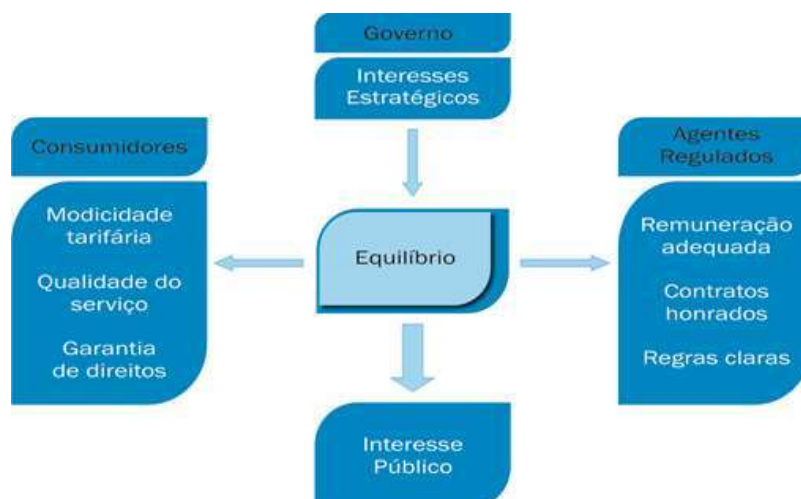 Governo
Interesses
Estratégicos
Consumidores
Modicidade
tarifária
Qualidade do
serviço
Garantia
de direitos
Equilíbrio
Agentes
Regulados
Remuneração
adequada
Contratos
honrados
Regras claras
Interesse
Público